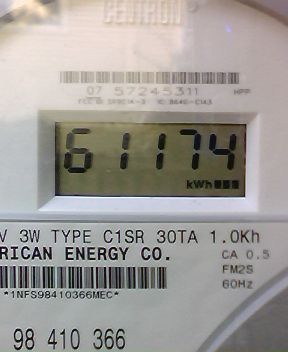 CENTRON
07 57245311 HPP
61174
kWh
V 3W TYPE C1SR 30TA 1.0Kh
RICAN ENERGY CO. CA 0.5
FM2S
*1NFS98410366MEC* 60Hz
98 410 366